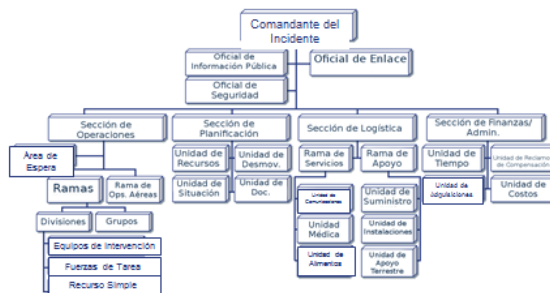 Comandante del
Incidente
Oficial de
Información Pública
Oficial de Enlace
Oficial de
Seguridad
Sección de
Operaciones
Sección de
Planificación
Sección de Logística
Sección de Finanzas/
Admin.
Área de
Espera
Unidad de
Recursos
Unidad de
Desmov.
Rama de
Servicios
Rama de
Apoyo
Unidad de
Tiempo
Unidad de Reclamos
de Compensación
Ramas
Rama de
Ops. Aéreas
Unidad de
Situación
Unidad de
Doc.
Unidad de
Comunicaciones
Unidad de
Suministro
Unidad de
Adquisiciones
Unidad de
Costos
Divisiones
Grupos
Unidad
Médica
Unidad de
Instalaciones
Equipos de Intervención
Unidad de
Alimentos
Unidad de
Apoyo
Terrestre
Fuerzas de Tarea
Recurso Simple